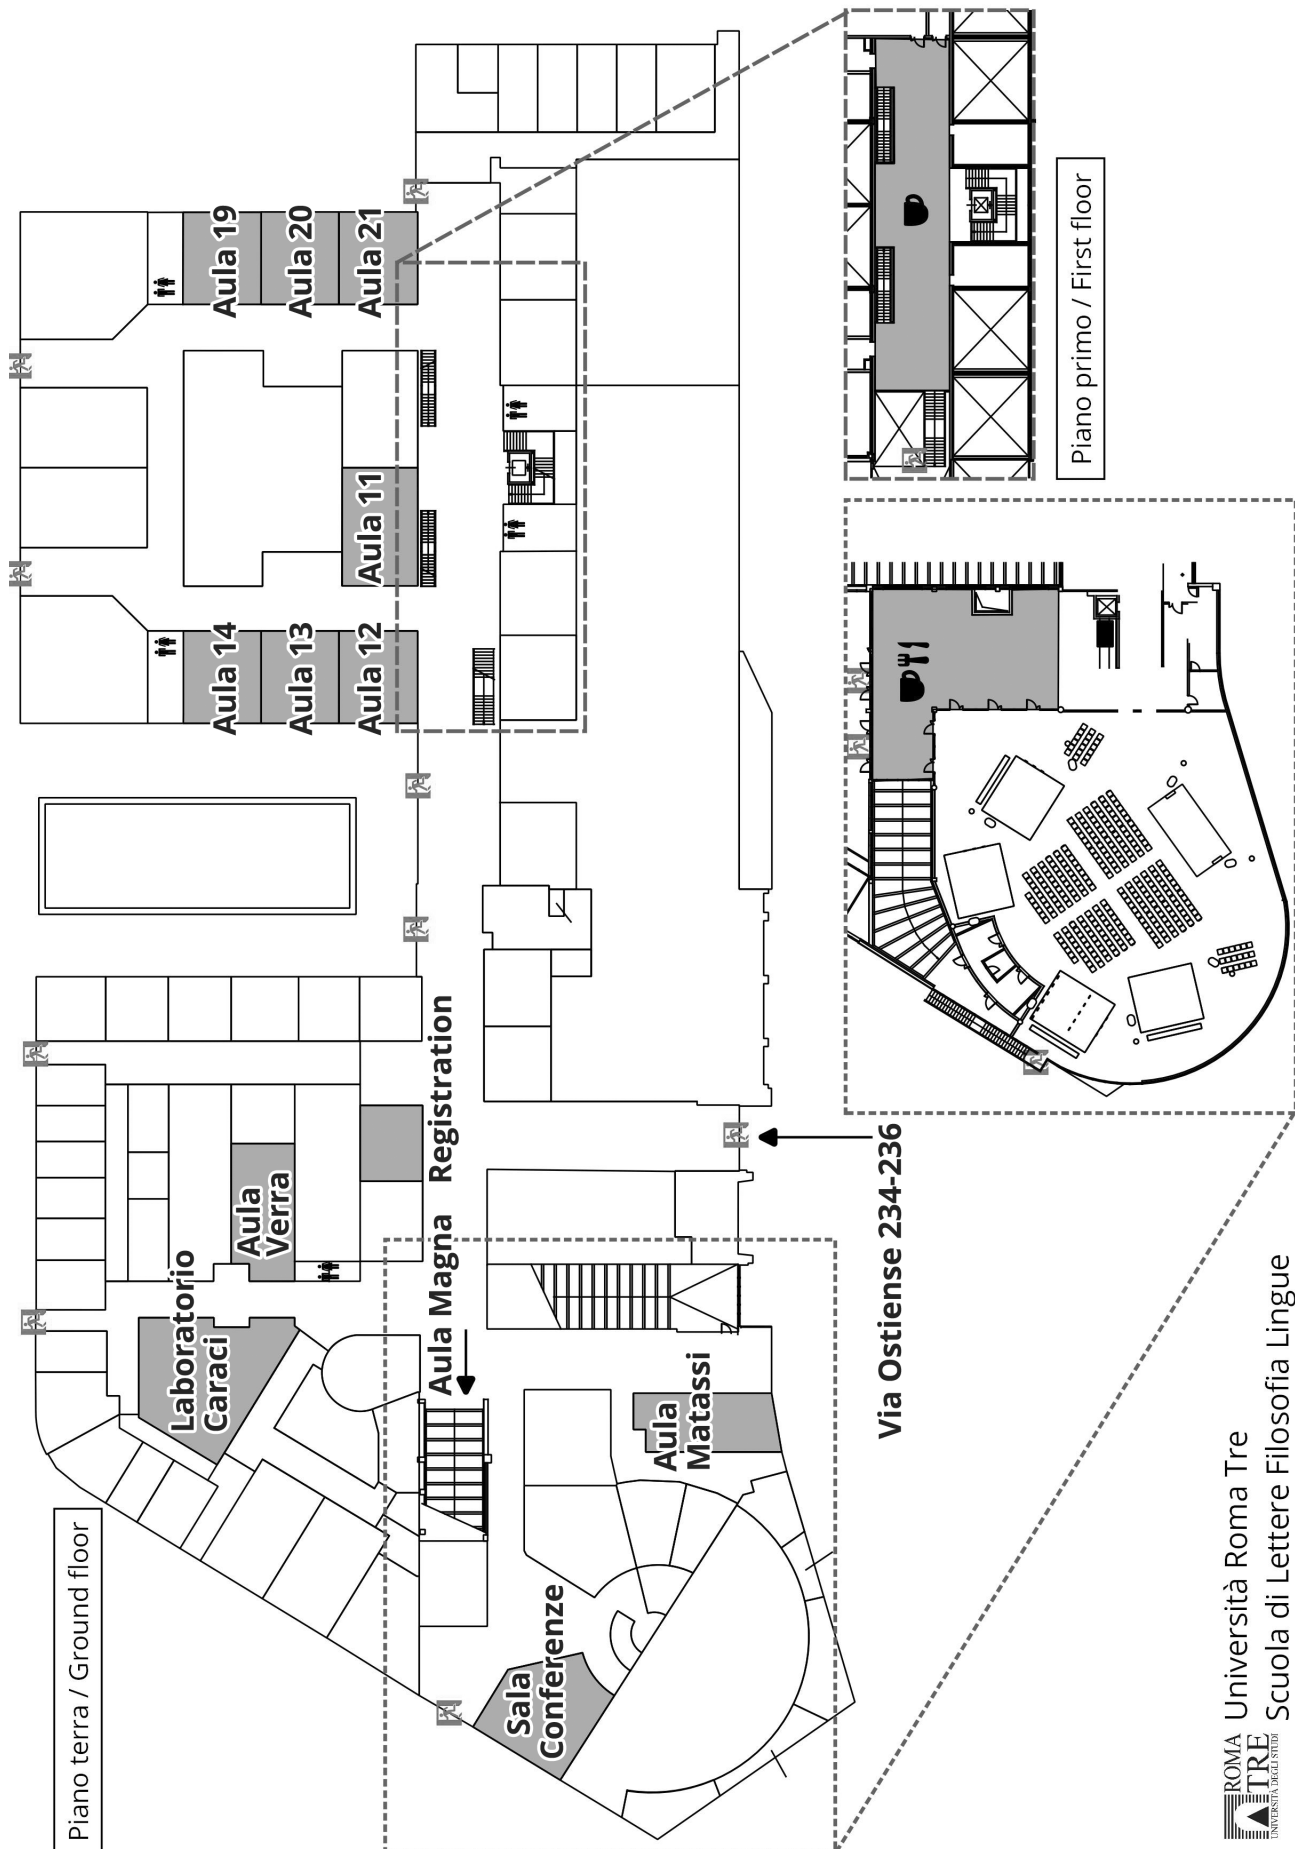 Piano terra / Ground floor
Laboratorio
Caraci
Aula
Verra
Aula 14
Aula 13
Aula 12
Aula 11
Aula 19
Aula 20
Aula 21
Aula Magna
Registration
Sala
Conferenze
Aula
Matassi
Via Ostiense 234-236
Piano primo / First floor
ROMA
TRE
UNIVERSITÀ DEGLI STUDI
Università Roma Tre
Scuola di Lettere Filosofia Lingue